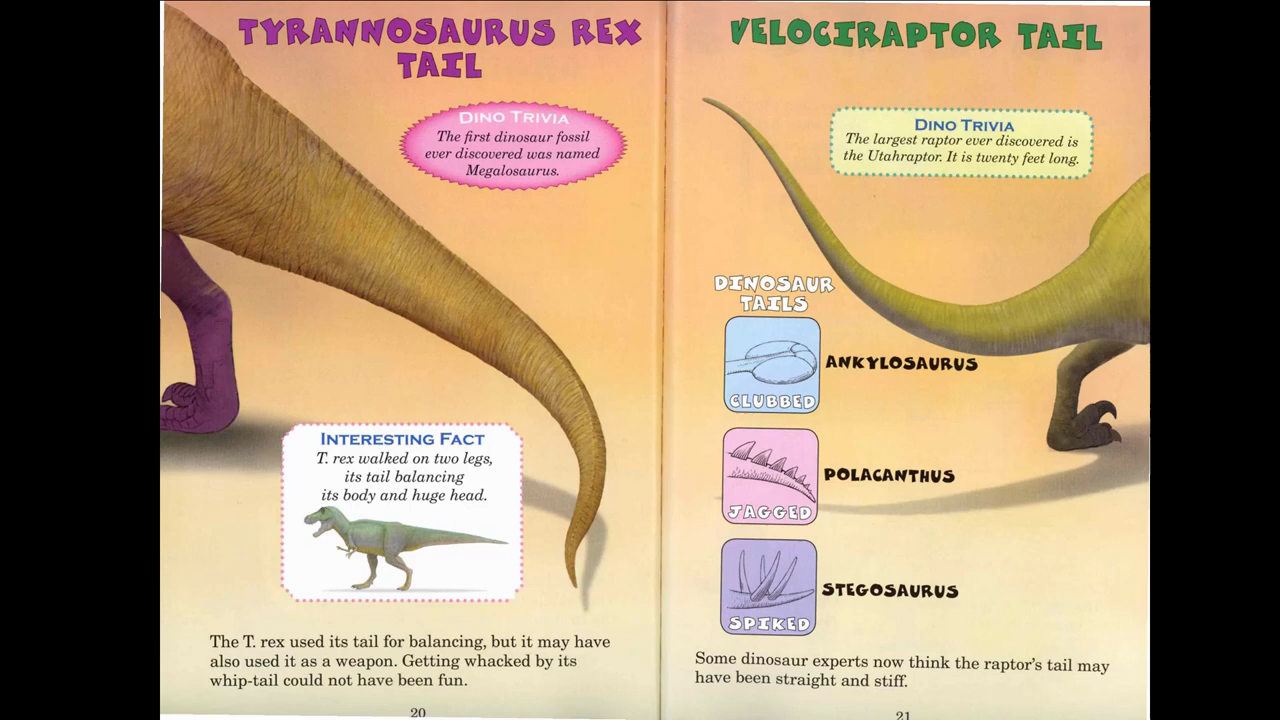 TYRANNOSAURUS REX
TAIL
DINO TRIVIA
The first dinosaur fossil
ever discovered was named
Megalosaurus.
INTERESTING FACT
T. rex walked on two legs,
its tail balancing
its body and huge head.
The T. rex used its tail for balancing, but it may have
also used it as a weapon. Getting whacked by its
whip-tail could not have been fun.
20
VELOCIRAPTOR TAIL
DINO TRIVIA
The largest raptor ever discovered is
the Utahraptor. It is twenty feet long.
DINOSAUR
TAILS
ANKYLOSAURUS
CLUBBED
POLACANTHUS
JAGGED
STEGOSAURUS
SPIKED
Some dinosaur experts now think the raptor's tail may
have been straight and stiff.
21